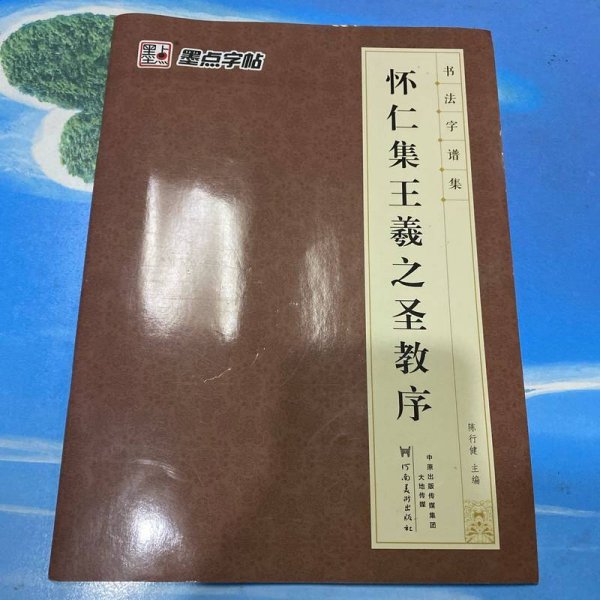 墨点
墨点字帖
书法字谱集
怀仁集王羲之圣教序
陈行健 主编
中原出版传媒集团
大地传媒
河南美术出版社